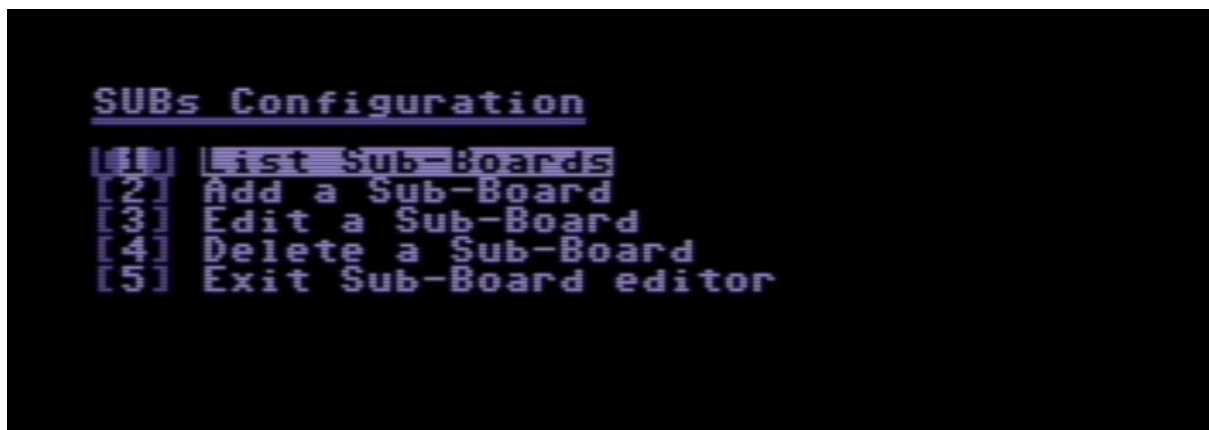 SUBs Configuration
[1] List Sub-Boards
[2] Add a Sub-Board
[3] Edit a Sub-Board
[4] Delete a Sub-Board
[5] Exit Sub-Board editor